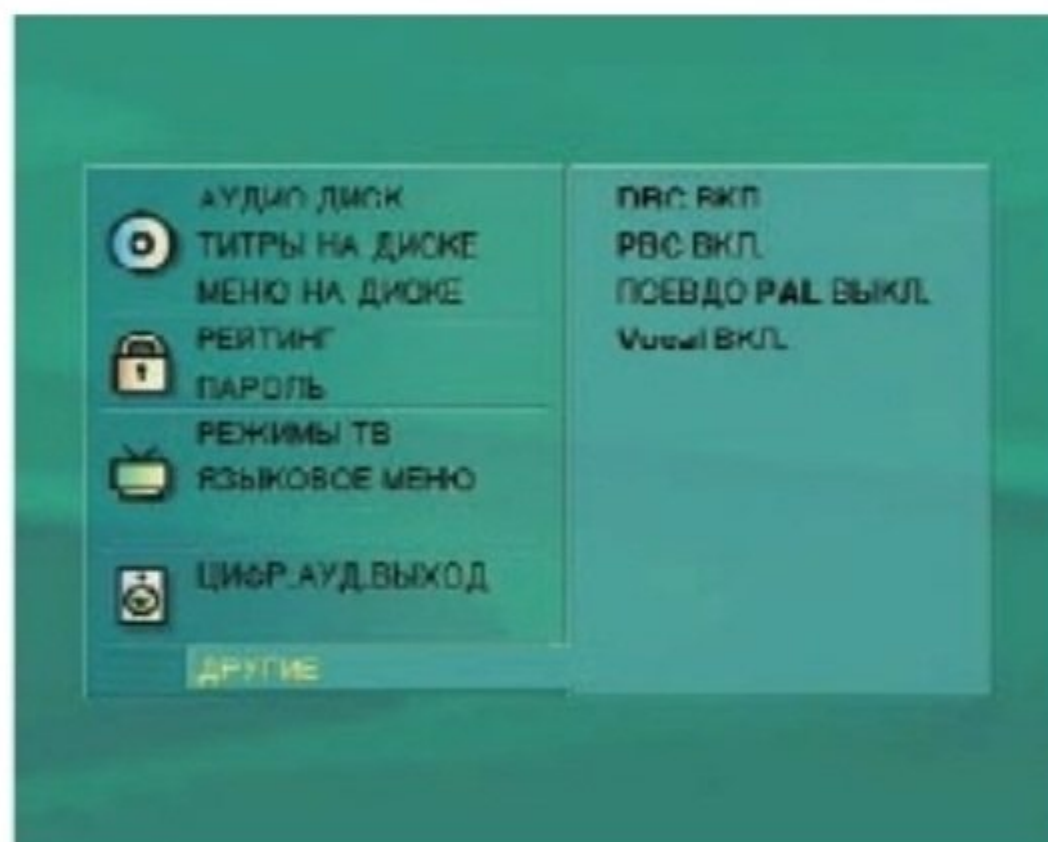 АУДИО ДИСК
ТИТРЫ НА ДИСКЕ
МЕНЮ НА ДИСКЕ
РЕЙТИНГ
ПАРОЛЬ
РЕЖИМЫ ТВ
ЯЗЫКОВОЕ МЕНЮ
ЦИФР.АУД.ВЫХОД
ДРУГИЕ
DRC ВКЛ.
PBC ВКЛ.
ПСЕВДО PAL ВЫКЛ.
Vocal ВКЛ.